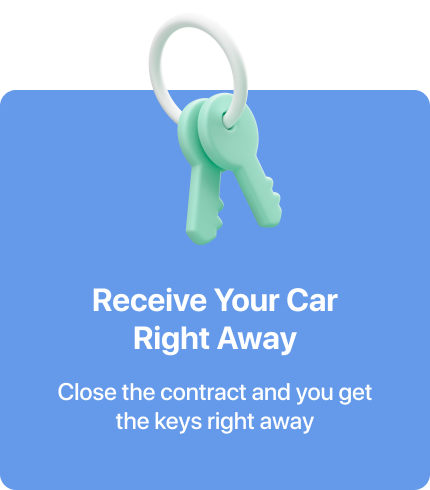 Receive Your Car
Right Away
Close the contract and you get
the keys right away